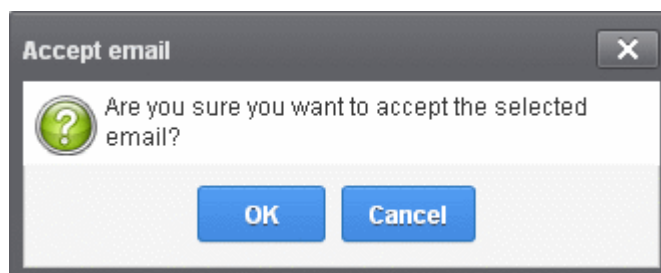 Accept email
Are you sure you want to accept the selected
email?
OK
Cancel